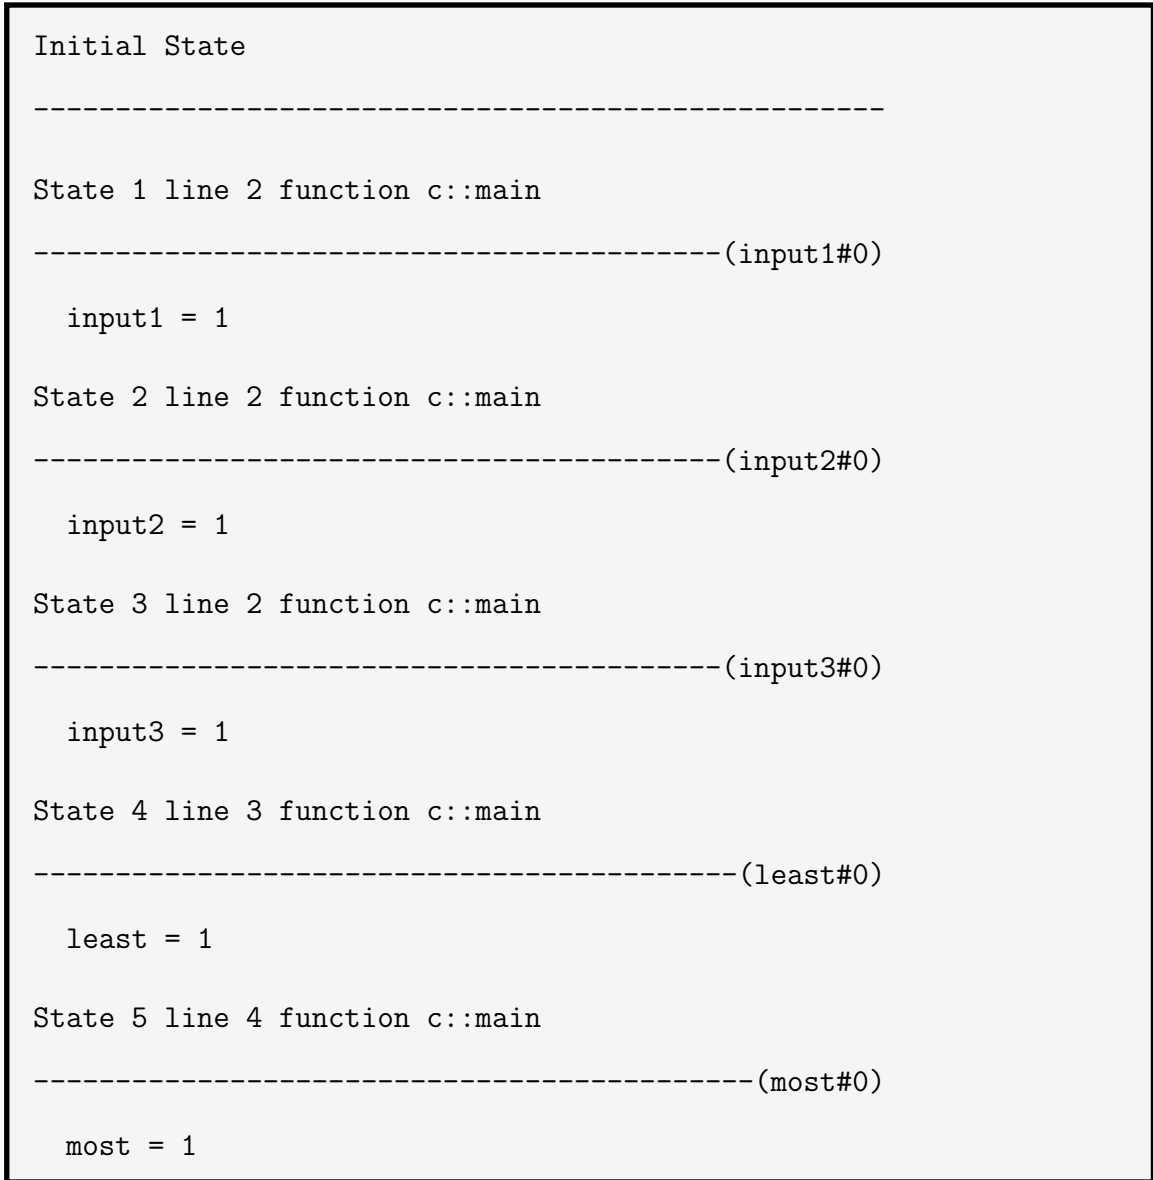 Initial State
----------------------------------------------------
State 1 line 2 function c::main
------------------------------------------(input1#0)
  input1 = 1
State 2 line 2 function c::main
------------------------------------------(input2#0)
  input2 = 1
State 3 line 2 function c::main
------------------------------------------(input3#0)
  input3 = 1
State 4 line 3 function c::main
-------------------------------------------(least#0)
  least = 1
State 5 line 4 function c::main
--------------------------------------------(most#0)
  most = 1